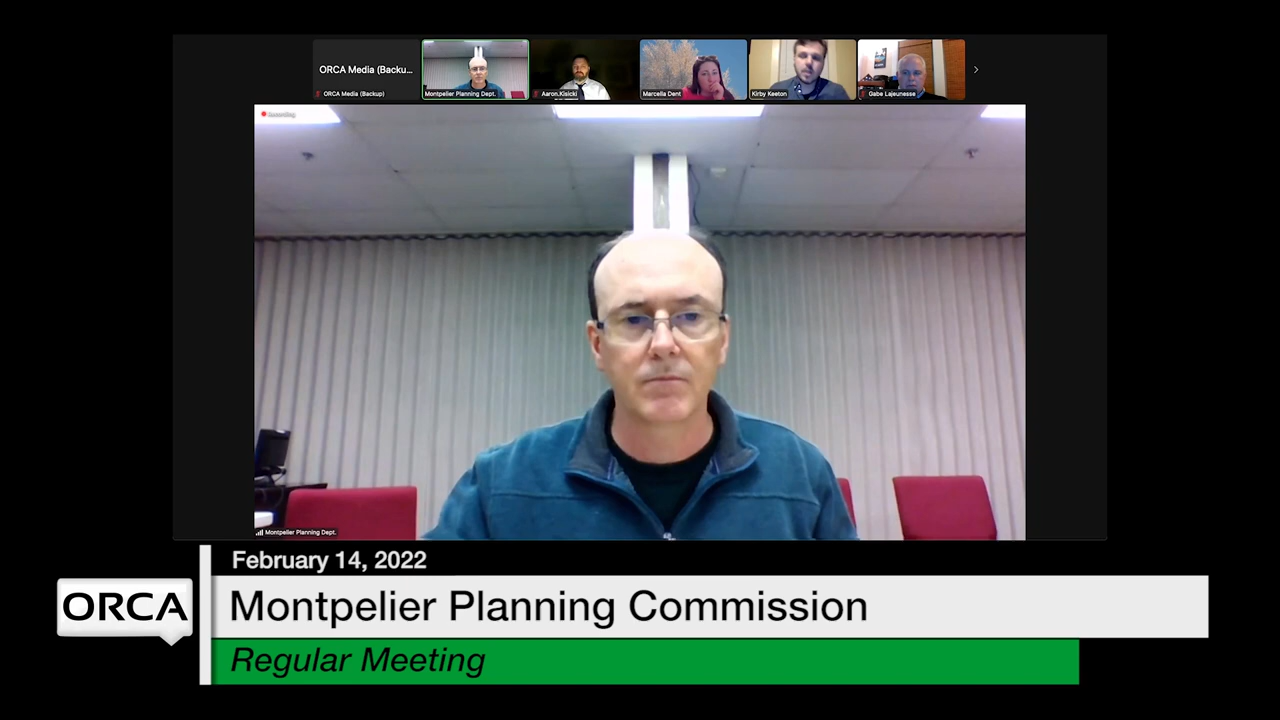 ORCA Media (Backu...
ORCA Media (Backup)
Montpelier Planning Dept.
Aaron.Kisicki
Marcella Dent
Kirby Keeton
Gabe Lajeunesse
Recording
Montpelier Planning Dept.
February 14, 2022
ORCA
Montpelier Planning Commission
Regular Meeting